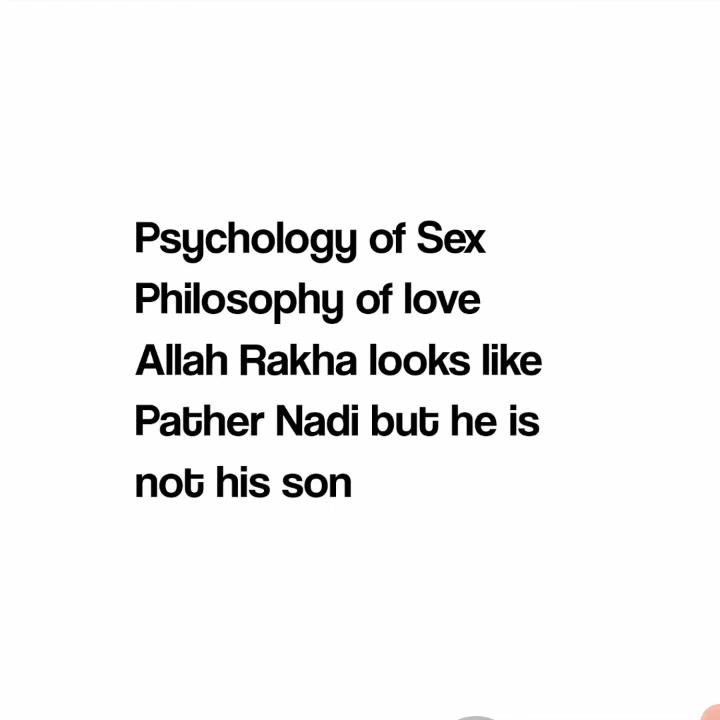 Psychology of Sex
Philosophy of love
Allah Rakha looks like
Pather Nadi but he is
not his son